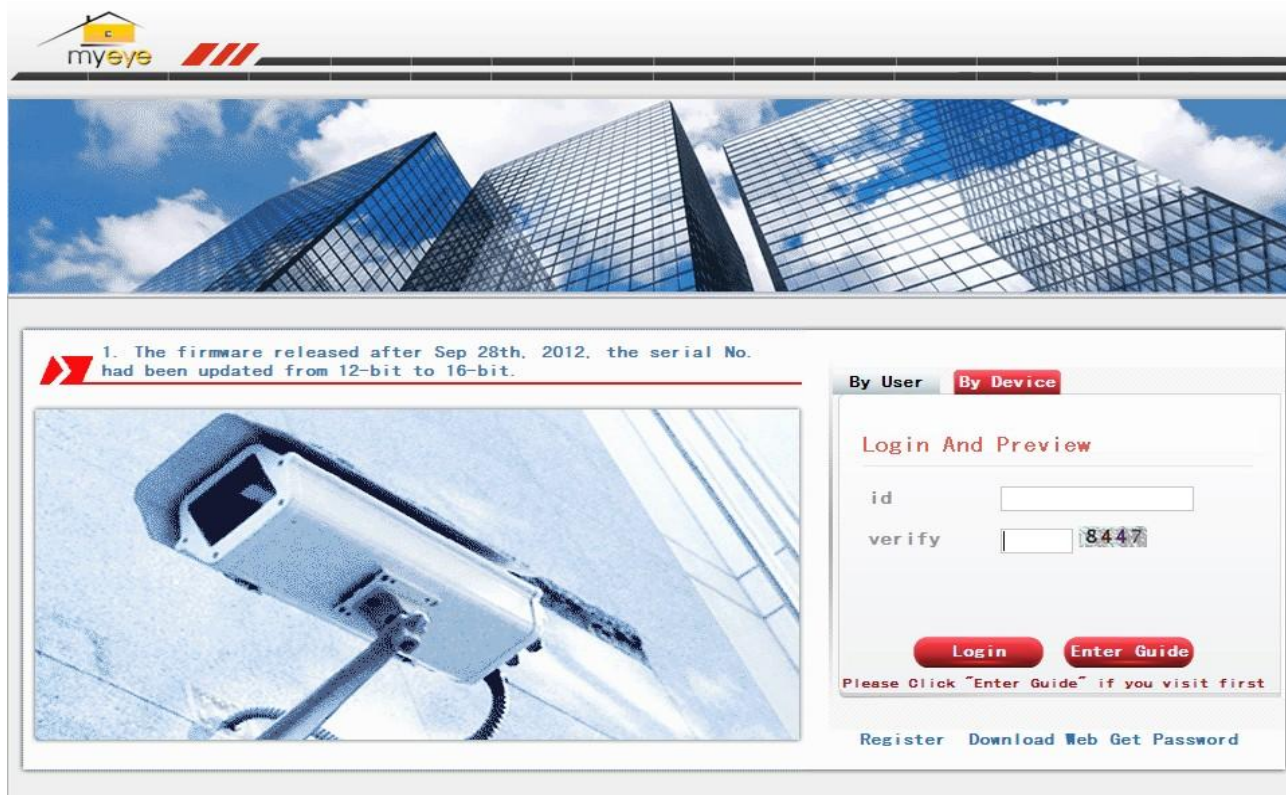 c
myeye
1. The firmware released after Sep 28th, 2012, the serial No.
had been updated from 12-bit to 16-bit.
By User By Device
Login And Preview
id
verify 8447
Login Enter Guide
Please Click "Enter Guide" if you visit first
Register Download Web Get Password